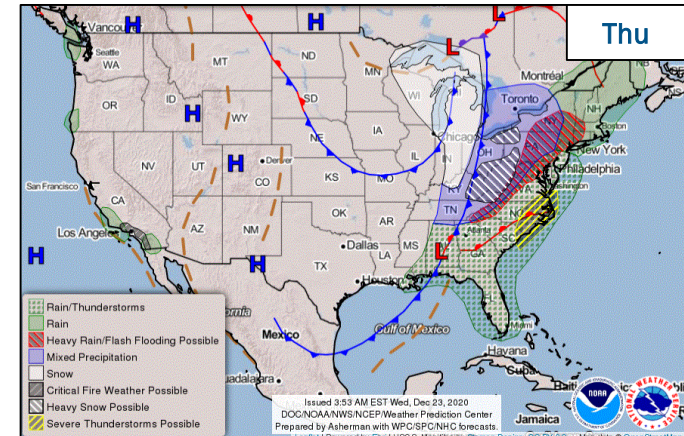 Thu
Vancouver
H
H
L
L
Seattle
WA
MT
ND
MN
Montréal
NB
OR
ID
H
WY
SD
WI
Toronto
NH
Boston
NY
NE
IA
Chicago
IL
IN
OH
New York
Philadelphia
Washington
NV
UT
H
Denver
CO
KS
MO
KY
San Francisco
CA
AZ
NM
OK
AR
TN
NC
SC
Los Angeles
H
H
Dallas
TX
LA
MS
L
Atlanta
GA
Houston
FL
Miami
Gulf of Mexico
Mexico
Havana
Cuba
Jamaica
Rain/Thunderstorms
Rain
Heavy Rain/Flash Flooding Possible
Mixed Precipitation
Snow
Critical Fire Weather Possible
Heavy Snow Possible
Severe Thunderstorms Possible
Issued 3:53 AM EST Wed, Dec 23, 2020
DOC/NOAA/NWS/NCEP/Weather Prediction Center
Prepared by Asherman with WPC/SPC/NHC forecasts.
NOAA